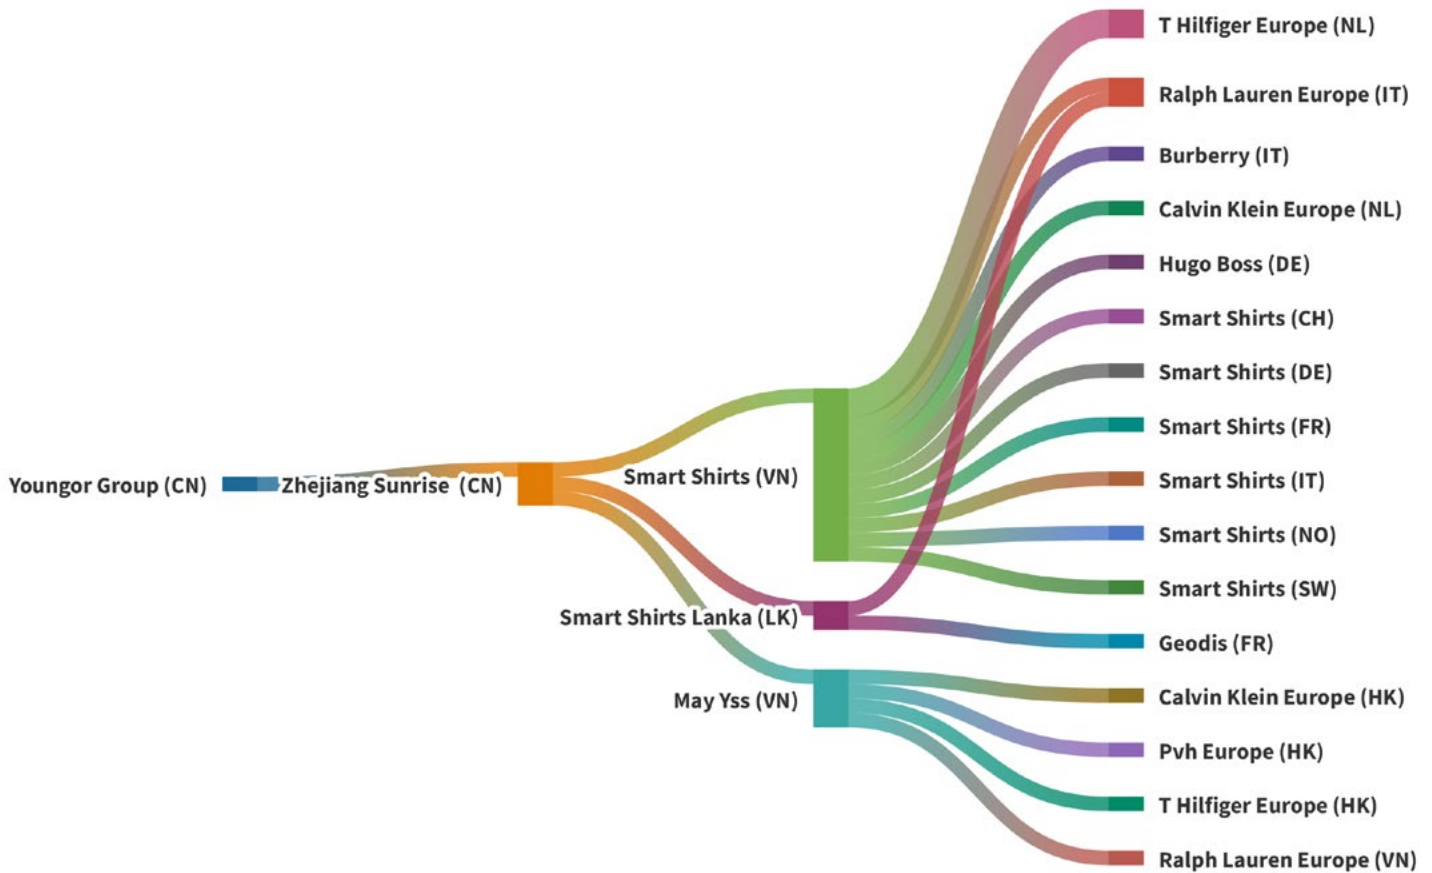 Youngor Group (CN)
Zhejiang Sunrise (CN)
Smart Shirts (VN)
Smart Shirts Lanka (LK)
May Yss (VN)
T Hilfiger Europe (NL)
Ralph Lauren Europe (IT)
Burberry (IT)
Calvin Klein Europe (NL)
Hugo Boss (DE)
Smart Shirts (CH)
Smart Shirts (DE)
Smart Shirts (FR)
Smart Shirts (IT)
Smart Shirts (NO)
Smart Shirts (SW)
Geodis (FR)
Calvin Klein Europe (HK)
Pvh Europe (HK)
T Hilfiger Europe (HK)
Ralph Lauren Europe (VN)